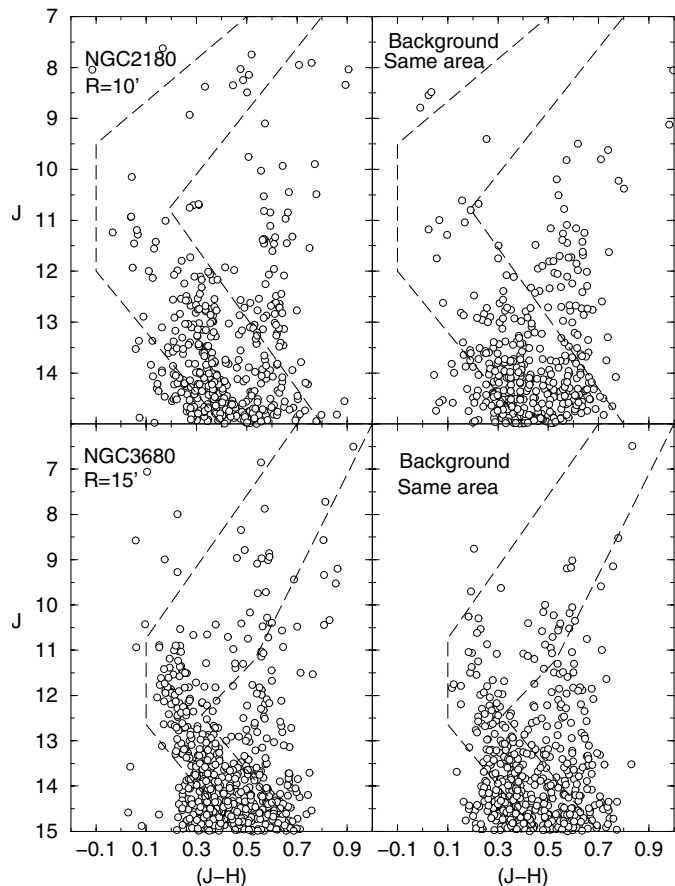 7
8
9
10
J
11
12
13
14
NGC2180
R=10'
Background
Same area
7
8
9
10
J
11
12
13
14
15
NGC3680
R=15'
Background
Same area
−0.1 0.1 0.3 0.5 0.7 0.9
(J−H)
−0.1 0.1 0.3 0.5 0.7 0.9
(J−H)